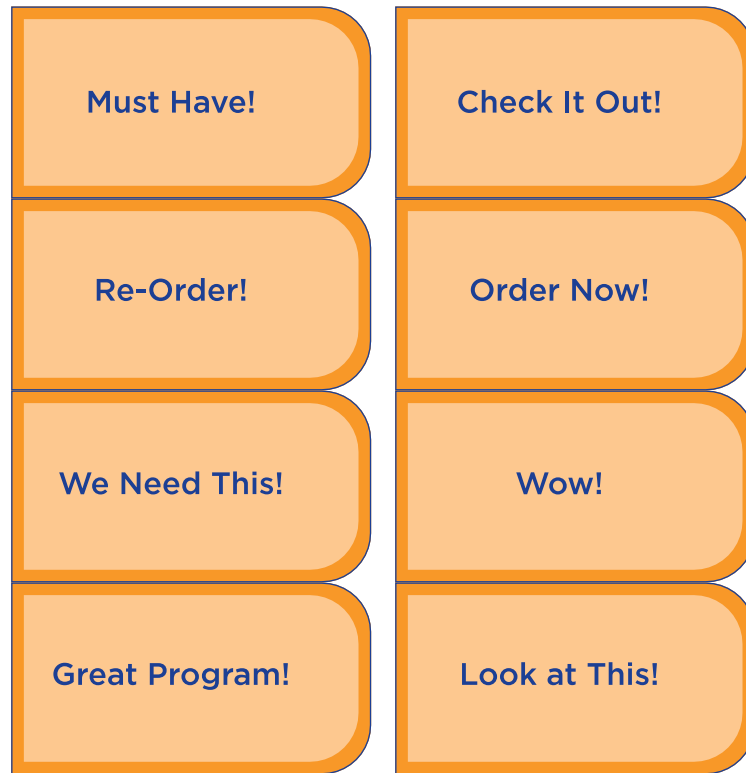 Must Have!
Check It Out!
Re-Order!
Order Now!
We Need This!
Wow!
Great Program!
Look at This!